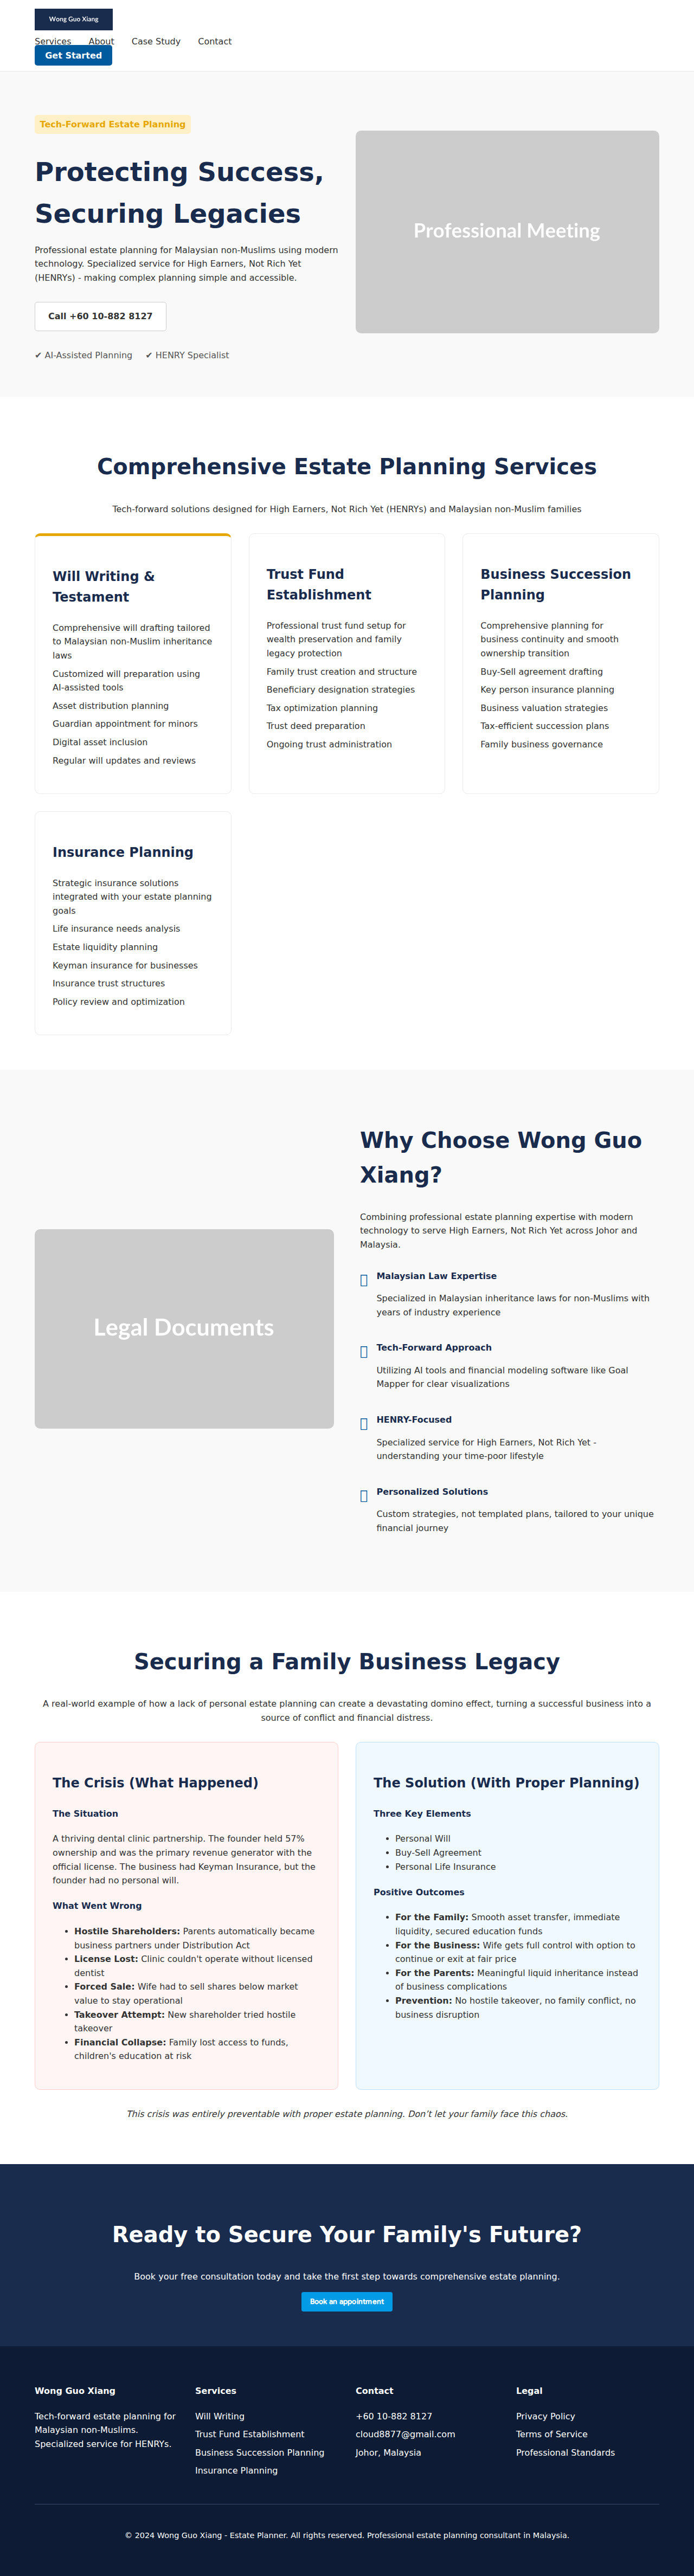 Wong Guo Xiang
Services About Case Study Contact
Get Started
Tech-Forward Estate Planning
Protecting Success,
Securing Legacies
Professional estate planning for Malaysian non-Muslims using modern
technology. Specialized service for High Earners, Not Rich Yet
(HENRYs) - making complex planning simple and accessible.
Call +60 10-882 8127
✔ AI-Assisted Planning ✔ HENRY Specialist
Professional Meeting
Comprehensive Estate Planning Services
Tech-forward solutions designed for High Earners, Not Rich Yet (HENRYs) and Malaysian non-Muslim families
Will Writing &
Testament
Comprehensive will drafting tailored
to Malaysian non-Muslim inheritance
laws
Customized will preparation using
AI-assisted tools
Asset distribution planning
Guardian appointment for minors
Digital asset inclusion
Regular will updates and reviews
Trust Fund
Establishment
Professional trust fund setup for
wealth preservation and family
legacy protection
Family trust creation and structure
Beneficiary designation strategies
Tax optimization planning
Trust deed preparation
Ongoing trust administration
Business Succession
Planning
Comprehensive planning for
business continuity and smooth
ownership transition
Buy-Sell agreement drafting
Key person insurance planning
Business valuation strategies
Tax-efficient succession plans
Family business governance
Insurance Planning
Strategic insurance solutions
integrated with your estate planning
goals
Life insurance needs analysis
Estate liquidity planning
Keyman insurance for businesses
Insurance trust structures
Policy review and optimization
Legal Documents
Why Choose Wong Guo
Xiang?
Combining professional estate planning expertise with modern
technology to serve High Earners, Not Rich Yet across Johor and
Malaysia.
Malaysian Law Expertise
Specialized in Malaysian inheritance laws for non-Muslims with
years of industry experience
Tech-Forward Approach
Utilizing AI tools and financial modeling software like Goal
Mapper for clear visualizations
HENRY-Focused
Specialized service for High Earners, Not Rich Yet -
understanding your time-poor lifestyle
Personalized Solutions
Custom strategies, not templated plans, tailored to your unique
financial journey
Securing a Family Business Legacy
A real-world example of how a lack of personal estate planning can create a devastating domino effect, turning a successful business into a
source of conflict and financial distress.
The Crisis (What Happened)
The Situation
A thriving dental clinic partnership. The founder held 57%
ownership and was the primary revenue generator with the
official license. The business had Keyman Insurance, but the
founder had no personal will.
What Went Wrong
• Hostile Shareholders: Parents automatically became
business partners under Distribution Act
• License Lost: Clinic couldn't operate without licensed
dentist
• Forced Sale: Wife had to sell shares below market
value to stay operational
• Takeover Attempt: New shareholder tried hostile
takeover
• Financial Collapse: Family lost access to funds,
children's education at risk
The Solution (With Proper Planning)
Three Key Elements
• Personal Will
• Buy-Sell Agreement
• Personal Life Insurance
Positive Outcomes
• For the Family: Smooth asset transfer, immediate
liquidity, secured education funds
• For the Business: Wife gets full control with option to
continue or exit at fair price
• For the Parents: Meaningful liquid inheritance instead
of business complications
• Prevention: No hostile takeover, no family conflict, no
business disruption
This crisis was entirely preventable with proper estate planning. Don’t let your family face this chaos.
Ready to Secure Your Family's Future?
Book your free consultation today and take the first step towards comprehensive estate planning.
Book an appointment
Wong Guo Xiang
Tech-forward estate planning for
Malaysian non-Muslims.
Specialized service for HENRYs.
Services
Will Writing
Trust Fund Establishment
Business Succession Planning
Insurance Planning
Contact
+60 10-882 8127
cloud8877@gmail.com
Johor, Malaysia
Legal
Privacy Policy
Terms of Service
Professional Standards
© 2024 Wong Guo Xiang - Estate Planner. All rights reserved. Professional estate planning consultant in Malaysia.